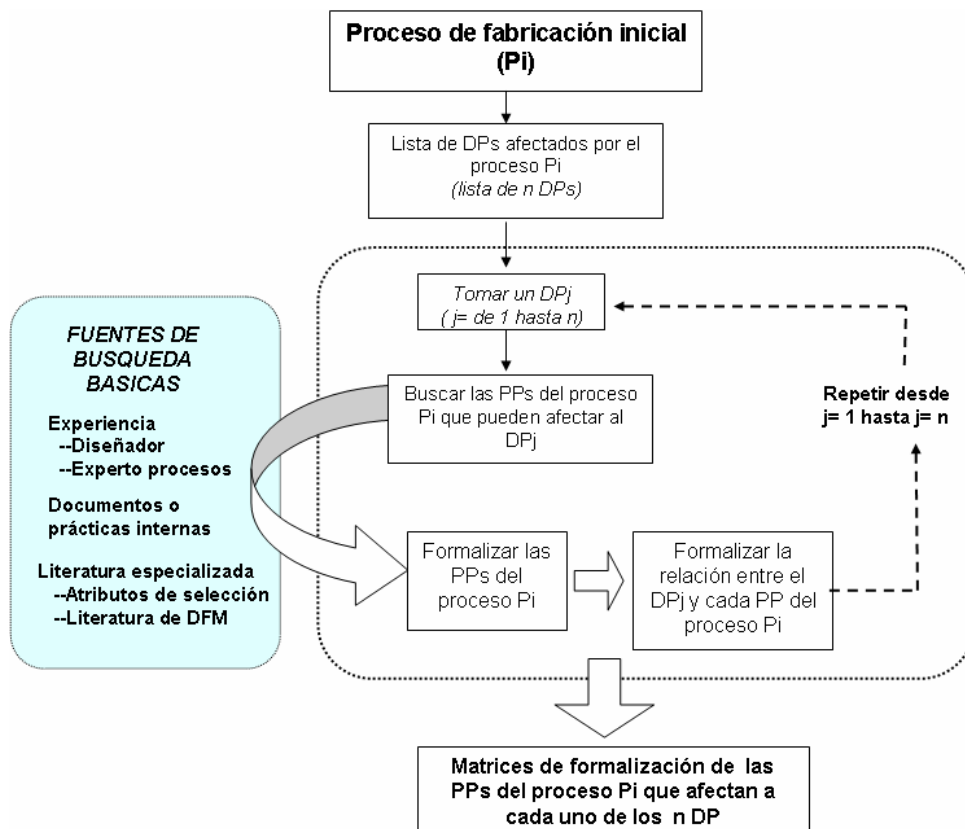 Proceso de fabricación inicial
(Pi)
Lista de DPs afectados por el
proceso Pi
(lista de n DPs)
Tomar un DPj
( j= de 1 hasta n)
FUENTES DE
BUSQUEDA
BASICAS
Experiencia
--Diseñador
--Experto procesos
Documentos o
prácticas internas
Literatura especializada
--Atributos de selección
--Literatura de DFM
Buscar las PPs del proceso
Pi que pueden afectar al
DPj
Repetir desde
j= 1 hasta j= n
Formalizar las
PPs del
proceso Pi
Formalizar la
relación entre el
DPj y cada PP del
proceso Pi
Matrices de formalización de las
PPs del proceso Pi que afectan a
cada uno de los n DP